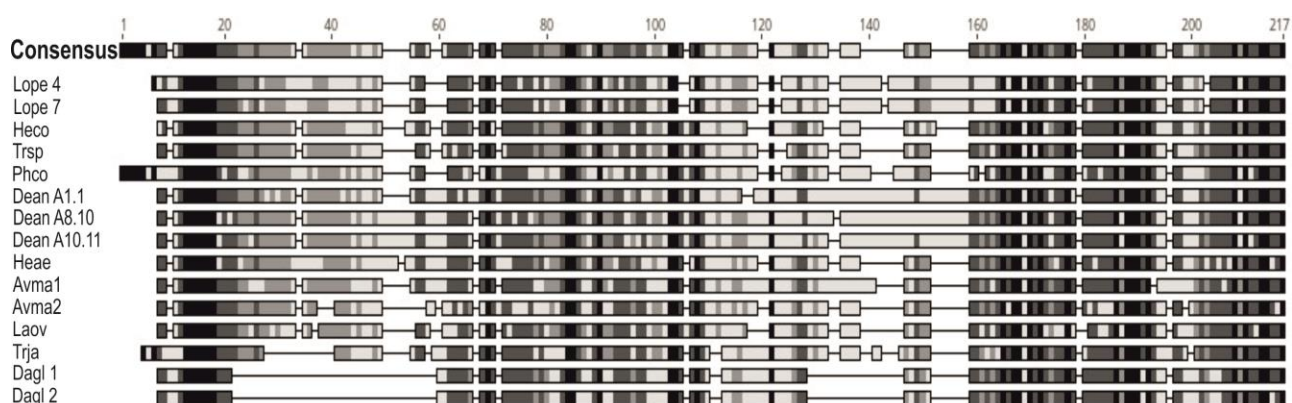 1 20 40 60 80 100 120 140 160 180 200 217
Consensus
Lope 4
Lope 7
Heco
Trsp
Phco
Dean A1.1
Dean A8.10
Dean A10.11
Heae
Avma1
Avma2
Laov
Trja
Dagl 1
Dagl 2